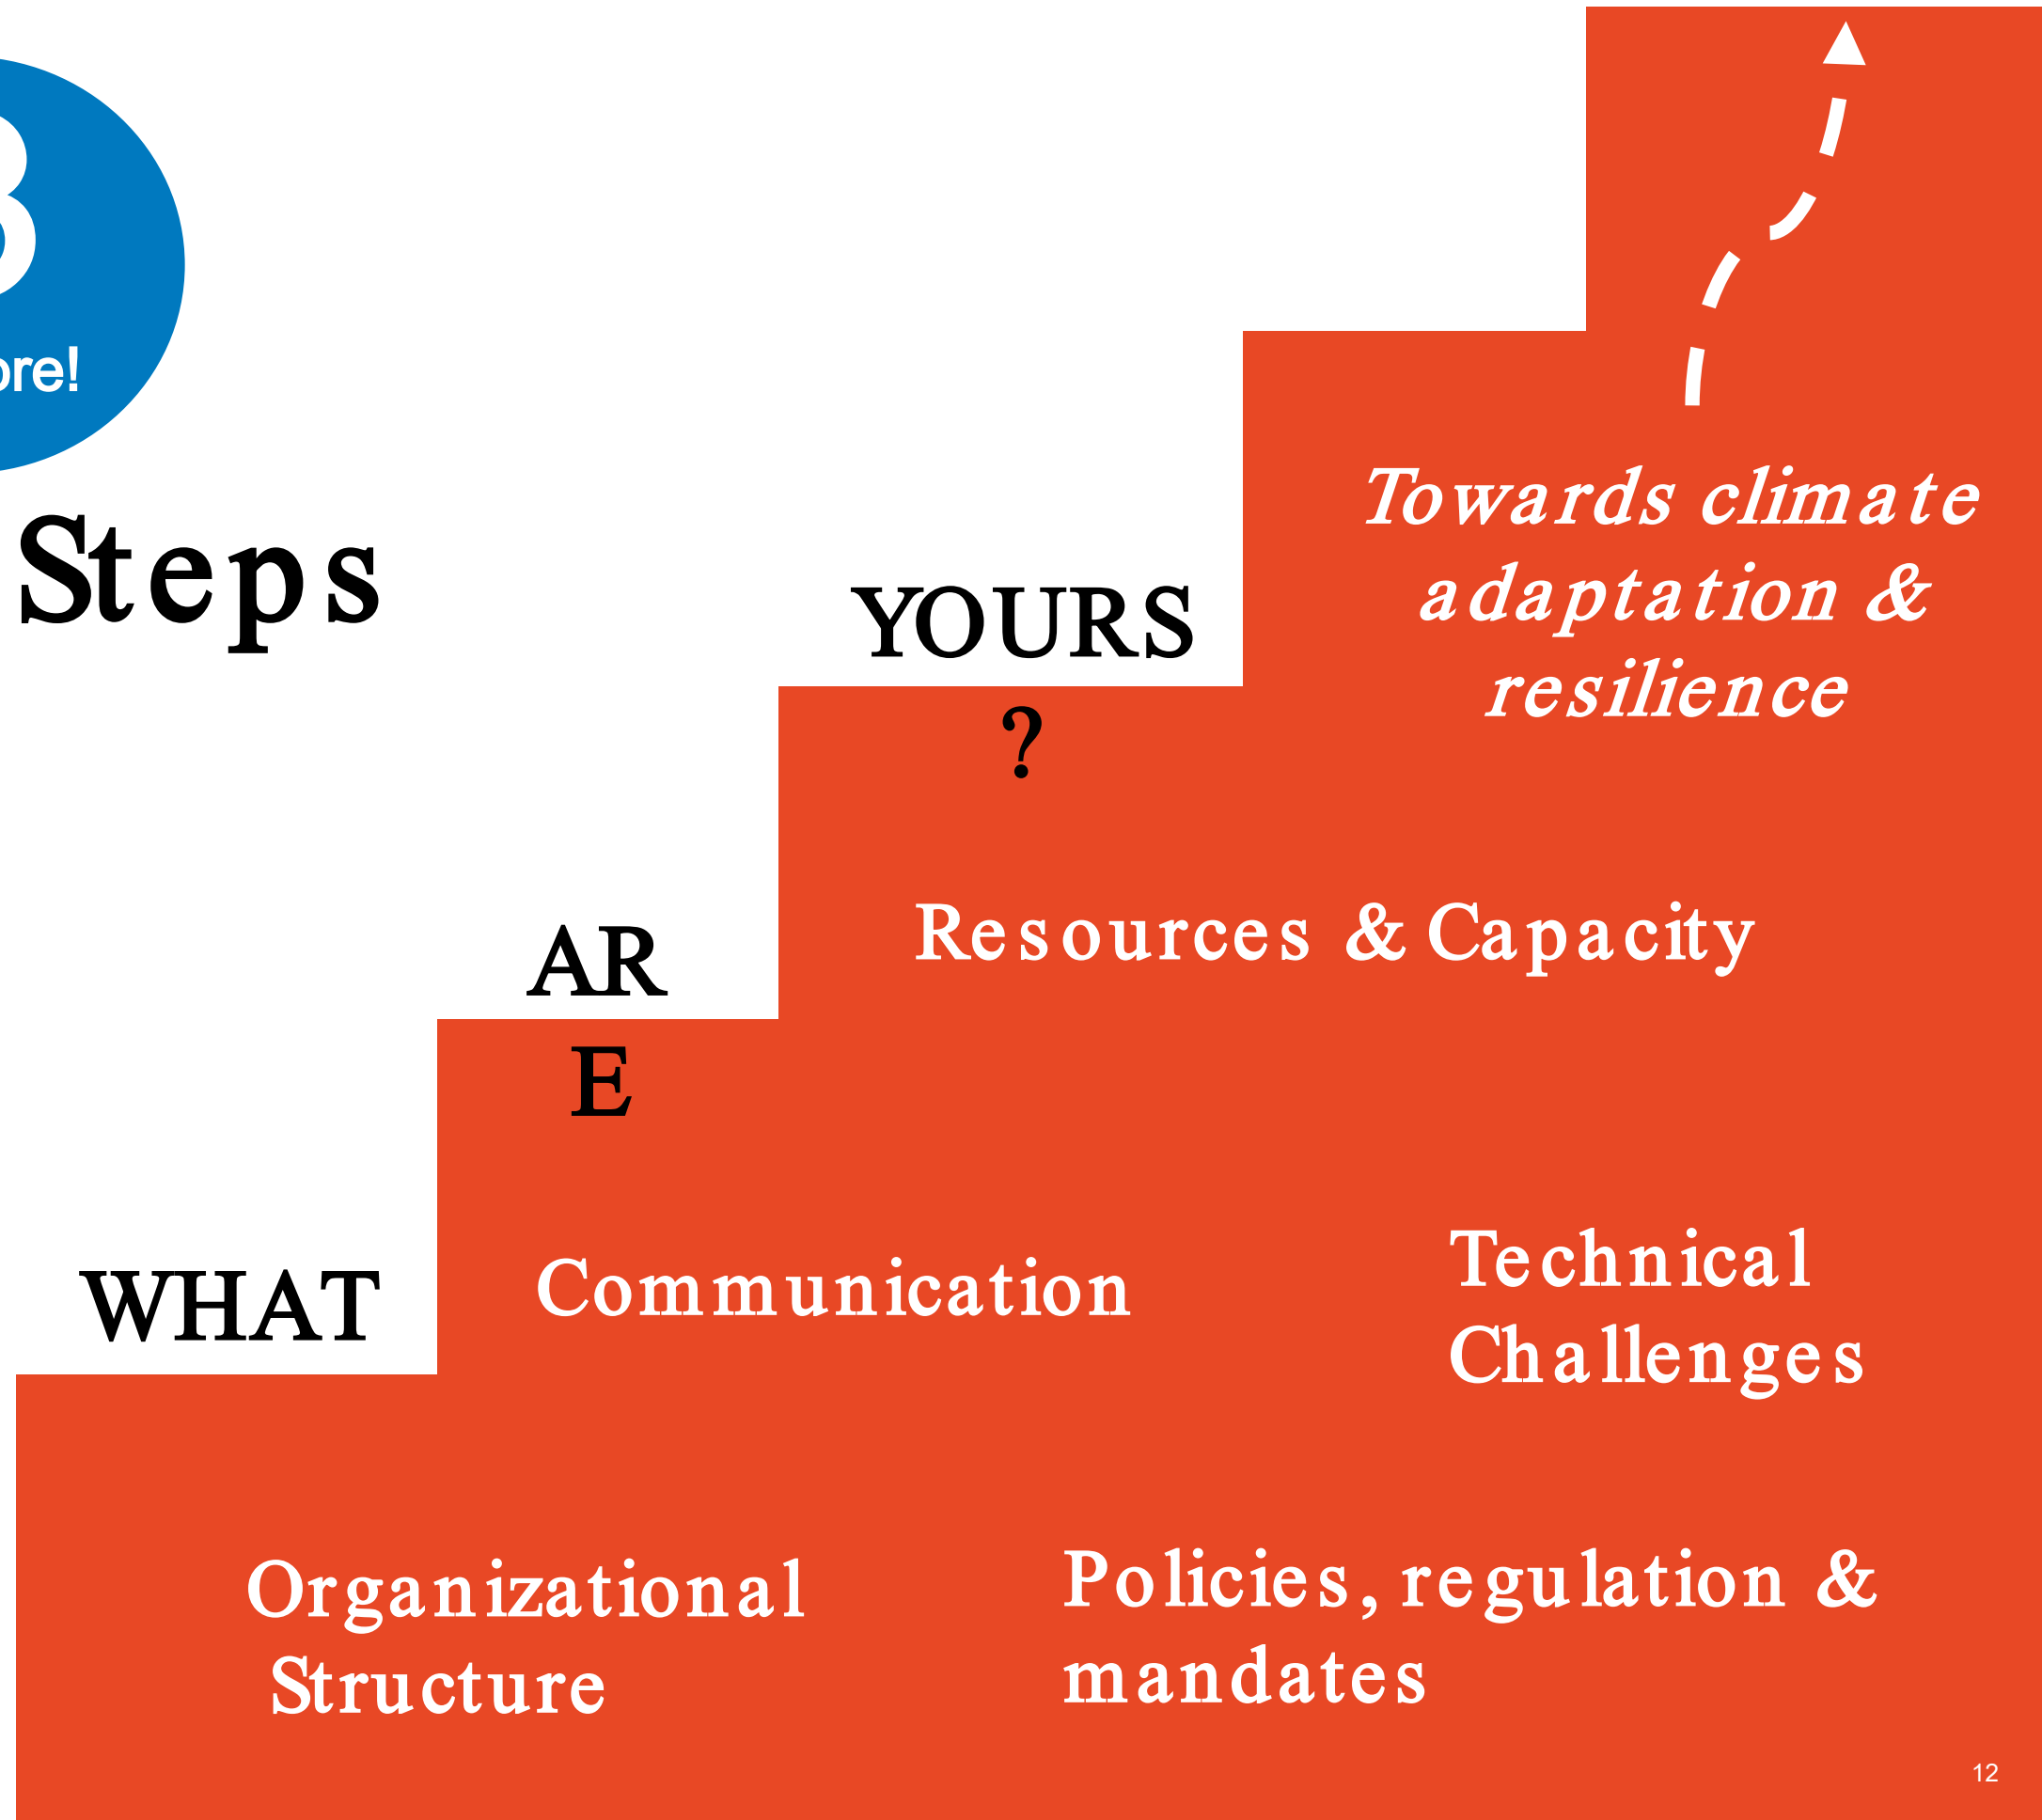 ore!
Steps
YOURS
?
AR
E
WHAT
Towards climate
adaptation &
resilience
Resources & Capacity
Communication
Technical
Challenges
Organizational
Structure
Policies, regulation &
mandates
12